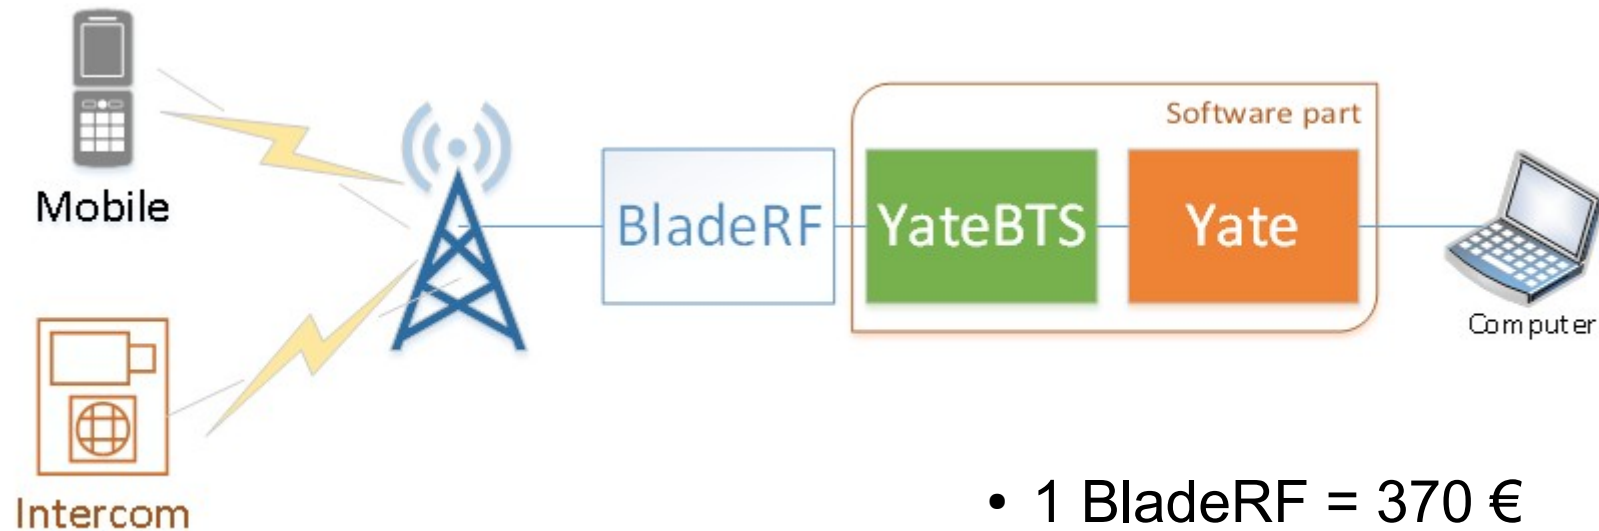 Mobile
Intercom
BladeRF
Software part
YateBTS
Yate
Computer
• 1 BladeRF = 370 €